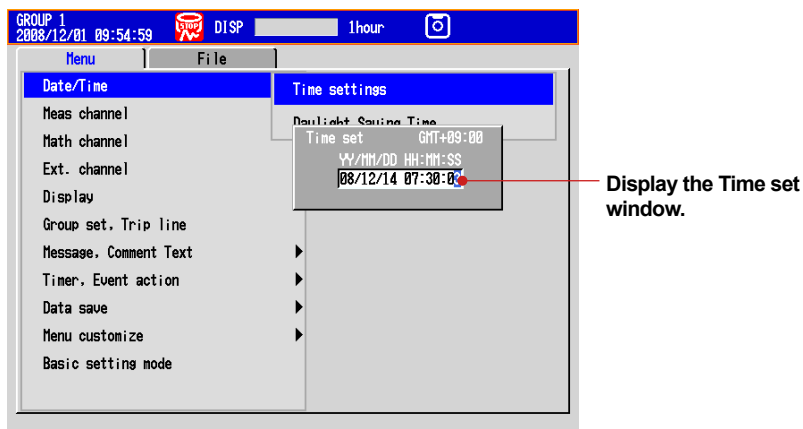 GROUP 1
2008/12/01 09:54:59
STOP
DISP
1hour
Menu
File
Date/Time
Meas channel
Math channel
Ext. channel
Display
Group set, Trip line
Message, Comment Text
Timer, Event action
Data save
Menu customize
Basic setting mode
Time settings
Daylight Saving Time
Time set GMT+09:00
YY/MM/DD HH:MM:SS
08/12/14 07:30:0
Display the Time set
window.